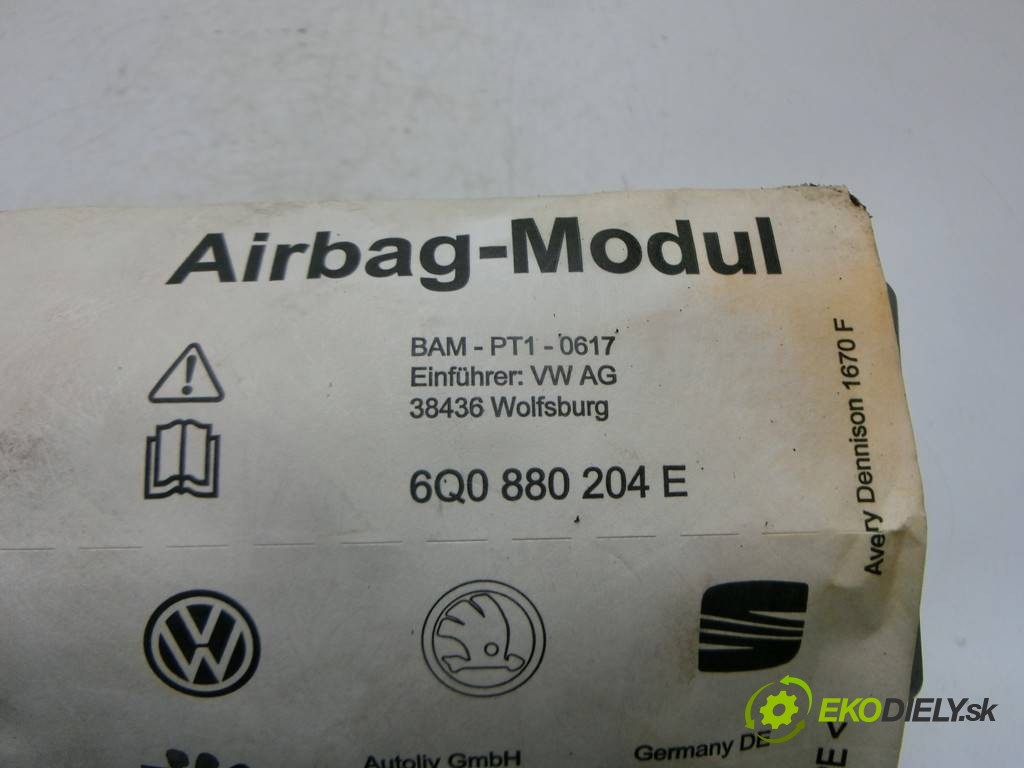 Airbag-Modul
BAM - PT1 - 0617
Einführer: VW AG
38436 Wolfsburg
6Q0 880 204 E
Avery Dennison 1670 F
Autoliv GmbH
Germany DE
EKODIELY.sk